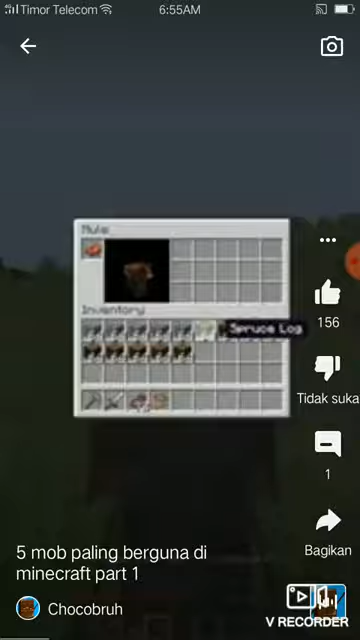 Timor Telecom
6:55AM
Mule
Inventory
Spruce Log
156
Tidak suka
1
Bagikan
5 mob paling berguna di
minecraft part 1
Chocobruh
V RECORDER